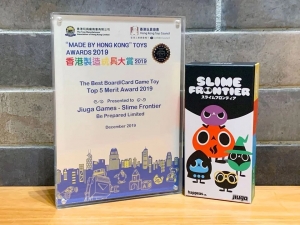 "MADE BY HONG KONG" TOYS
AWARDS 2019
香港製造玩具大賞 2019
The Best Board/Card Game Toy
Top 5 Merit Award 2019
Presented to
Jiuga Games - Slime Frontier
Be Prepared Limited
December 2019
SLIME
FRONTIER
スライムフロンティア
jiuga